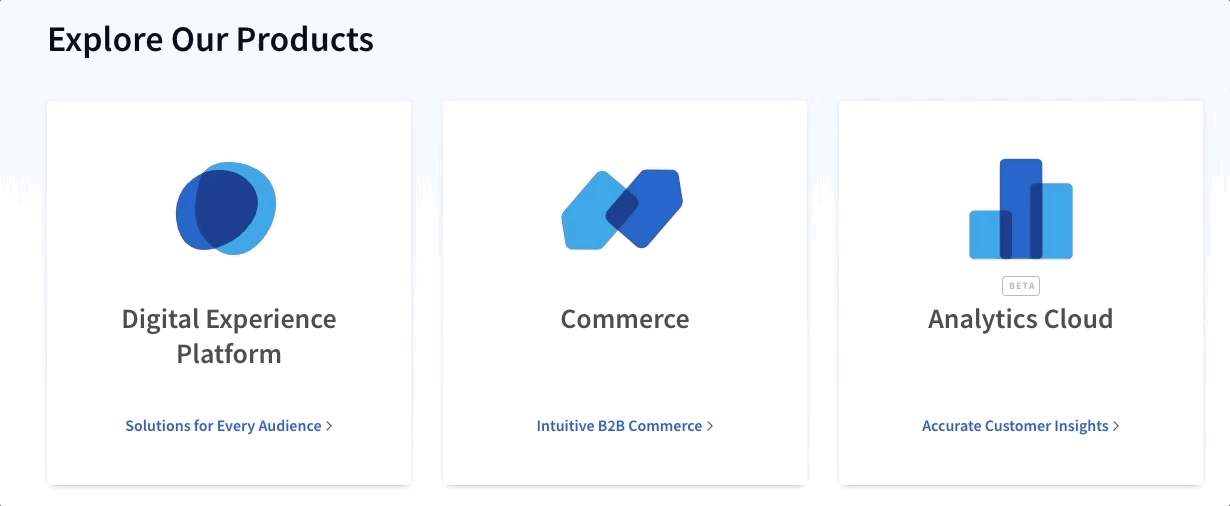 Explore Our Products
Digital Experience
Platform
Solutions for Every Audience >
Commerce
Intuitive B2B Commerce >
BETA
Analytics Cloud
Accurate Customer Insights >